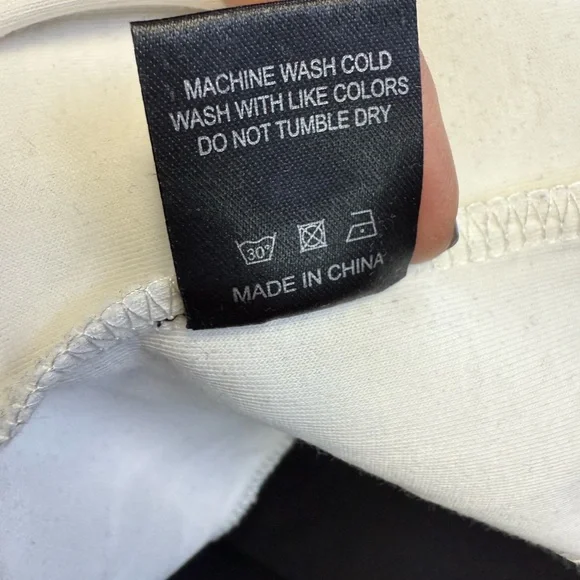 MACHINE WASH COLD
WASH WITH LIKE COLORS
DO NOT TUMBLE DRY
30°
MADE IN CHINA